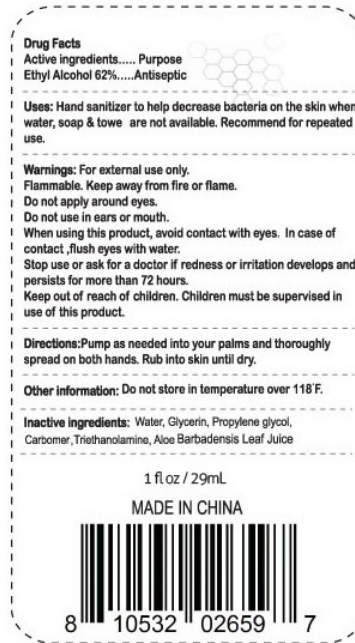 Drug Facts
Active ingredients..... Purpose
Ethyl Alcohol 62%.....Antiseptic
Uses: Hand sanitizer to help decrease bacteria on the skin when
water, soap & towe are not available. Recommend for repeated
use.
Warnings: For external use only.
Flammable. Keep away from fire or flame.
Do not apply around eyes.
Do not use in ears or mouth.
When using this product, avoid contact with eyes. In case of
contact ,flush eyes with water.
Stop use or ask for a doctor if redness or irritation develops and
persists for more than 72 hours.
Keep out of reach of children. Children must be supervised in
use of this product.
Directions:Pump as needed into your palms and thoroughly
spread on both hands. Rub into skin until dry.
Other information: Do not store in temperature over 118°F.
Inactive ingredients: Water, Glycerin, Propylene glycol,
Carbomer,Triethanolamine, Aloe Barbadensis Leaf Juice
1 fl oz / 29mL
MADE IN CHINA
8 10532 02659 7